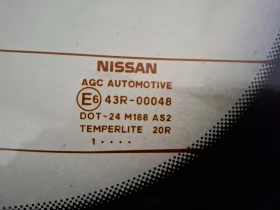 NISSAN
AGC AUTOMOTIVE
E6 43R-00048
DOT-24 M188 AS2
TEMPERLITE 20R
1 ....